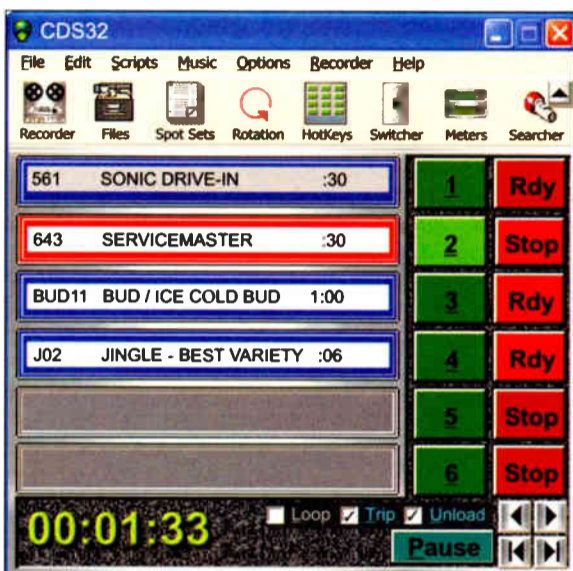 CDS32
File Edit Scripts Music Options Recorder Help
Recorder Files Spot Sets Rotation HotKeys Switcher Meters Searcher
561 SONIC DRIVE-IN :30 1 Rdy
643 SERVICEMASTER :30 2 Stop
BUD11 BUD / ICE COLD BUD 1:00 3 Rdy
J02 JINGLE - BEST VARIETY :06 4 Rdy
5 Stop
6 Stop
00:01:33 Loop Trip Unload
Pause